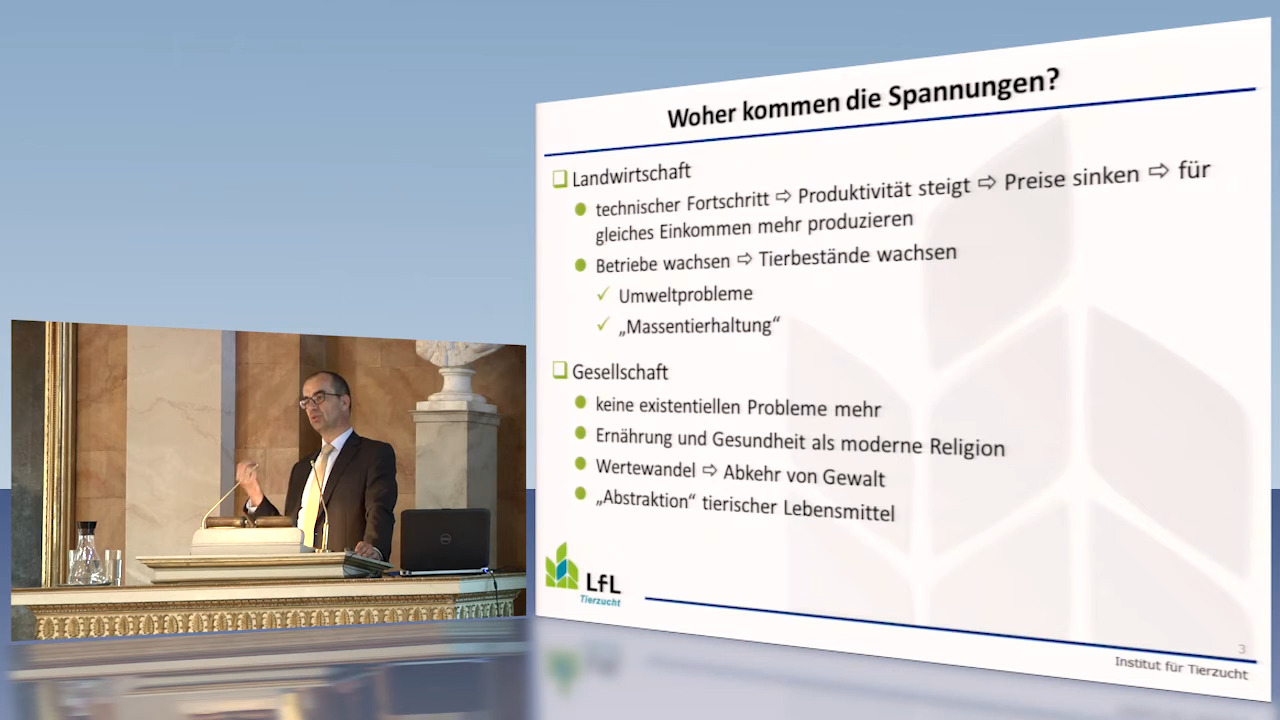 Woher kommen die Spannungen?
❑ Landwirtschaft
● technischer Fortschritt ⇨ Produktivität steigt ⇨ Preise sinken ⇨ für
gleiches Einkommen mehr produzieren
● Betriebe wachsen ⇨ Tierbestände wachsen
✓ Umweltprobleme
✓ „Massentierhaltung“
❑ Gesellschaft
● keine existentiellen Probleme mehr
● Ernährung und Gesundheit als moderne Religion
● Wertewandel ⇨ Abkehr von Gewalt
● „Abstraktion“ tierischer Lebensmittel
LfL
Tierzucht
3
Institut für Tierzucht
DELL